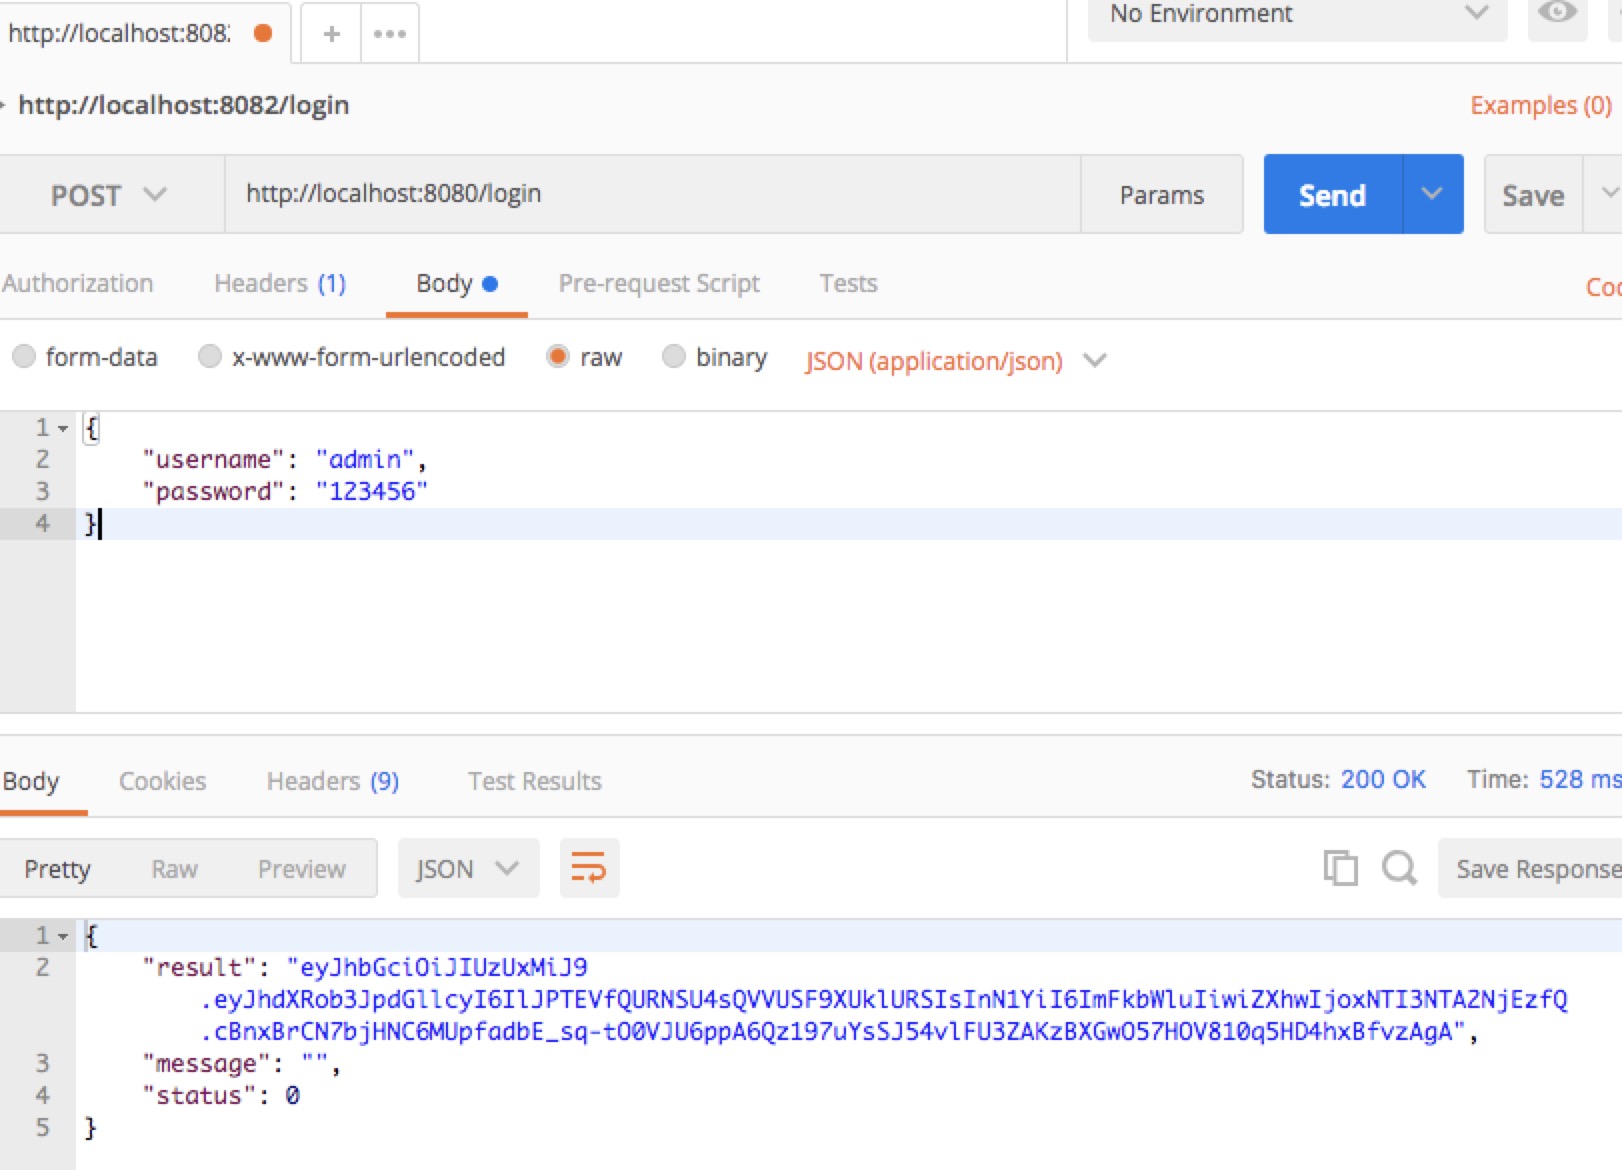 http://localhost:808
No Environment
http://localhost:8082/login
Examples (0)
POST
http://localhost:8080/login
Params
Send
Save
Authorization
Headers (1)
Body
Pre-request Script
Tests
form-data
x-www-form-urlencoded
raw
binary
JSON (application/json)
1 {
2 "username": "admin",
3 "password": "123456"
4 }
Body
Cookies
Headers (9)
Test Results
Status: 200 OK
Time: 528 ms
Pretty
Raw
Preview
JSON
Save Response
1 {
2 "result": "eyJhbGciOiJIUzUxMiJ9
.eyJhdXRob3JpdGllcyI6IlJPTEVfQURNSU4sQVVUSF9XUklURSIsInN1YiI6ImFkbWluIiwiZXhwIjoxNTI3NTA2NjEzfQ
.cBnxBrCN7bjHNC6MUpfadbE_sq-tO0VJU6ppA6Qz197uYsSJ54vlFU3ZAKzBXGwO57HOV810q5HD4hxBfvzAgA",
3 "message": "",
4 "status": 0
5 }